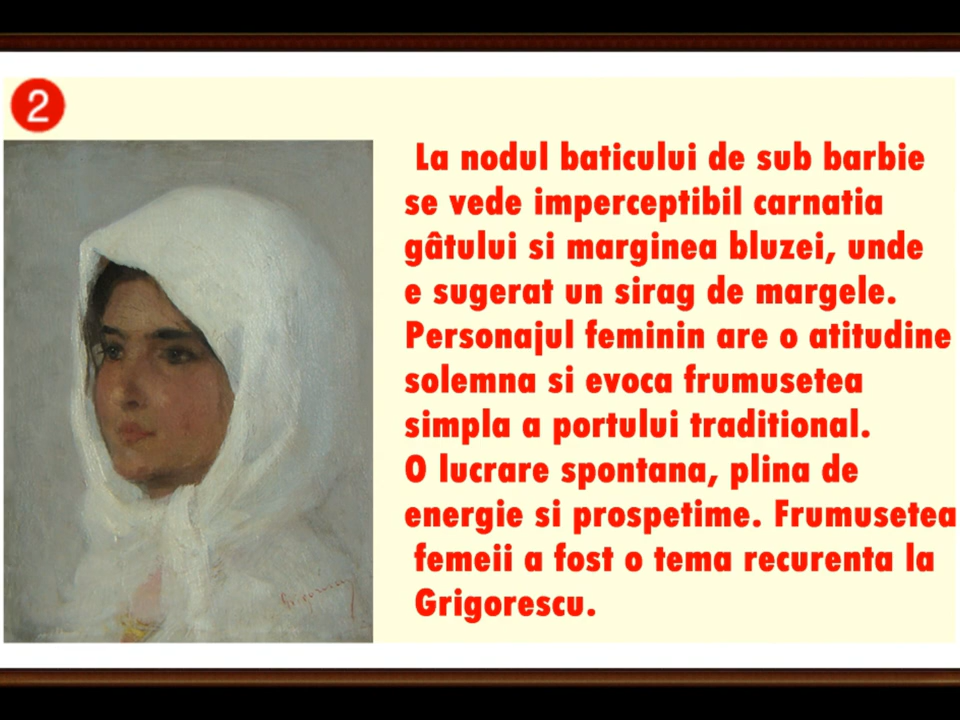 2
La nodul baticului de sub barbie
se vede imperceptibil carnatia
gâtului si marginea bluzei, unde
e sugerat un sirag de margele.
Personajul feminin are o atitudine
solemna si evoca frumusetea
simpla a portului traditional.
O lucrare spontana, plina de
energie si prospetime. Frumusetea
femeii a fost o tema recurenta la
Grigorescu.
Grigorescu